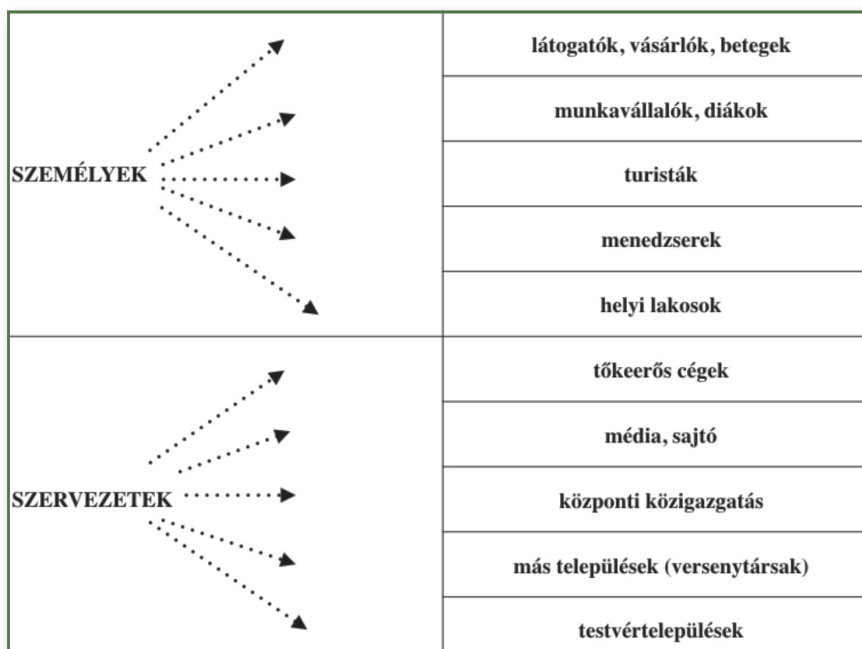 látogatók, vásárlók, betegek
munkavállalók, diákok
SZEMÉLYEK
turisták
menedzserek
helyi lakosok
tőkeerős cégek
média, sajtó
SZERVEZETEK
központi közigazgatás
más települések (versenytársak)
testvértelepülések